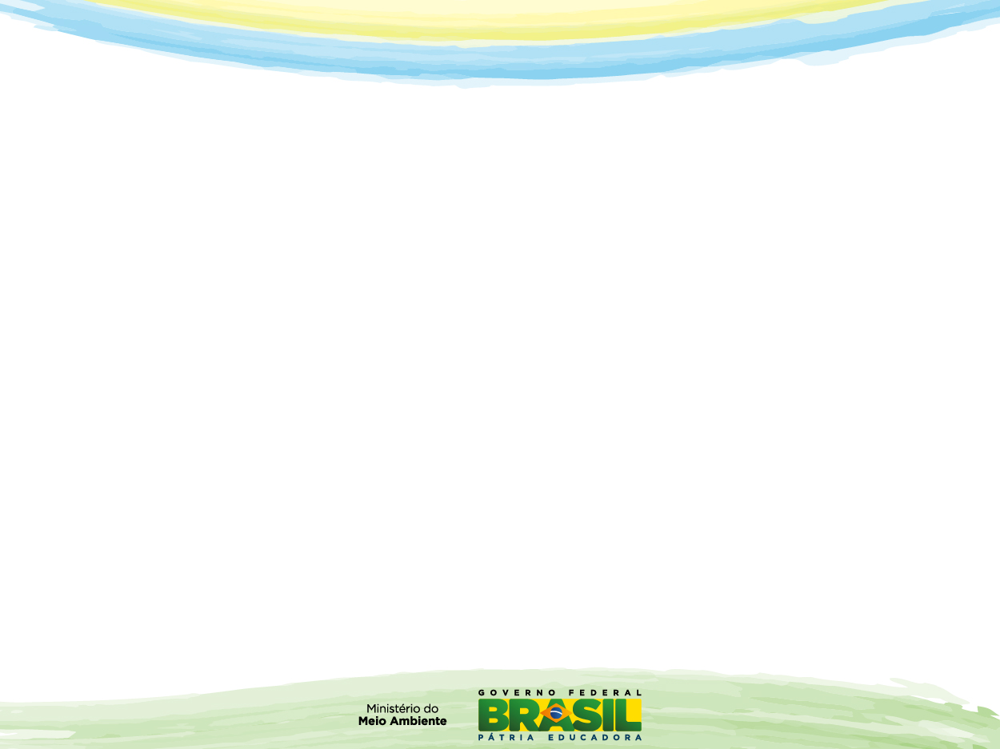 Ministério do
Meio Ambiente
GOVERNO FEDERAL
BRASIL
PÁTRIA EDUCADORA